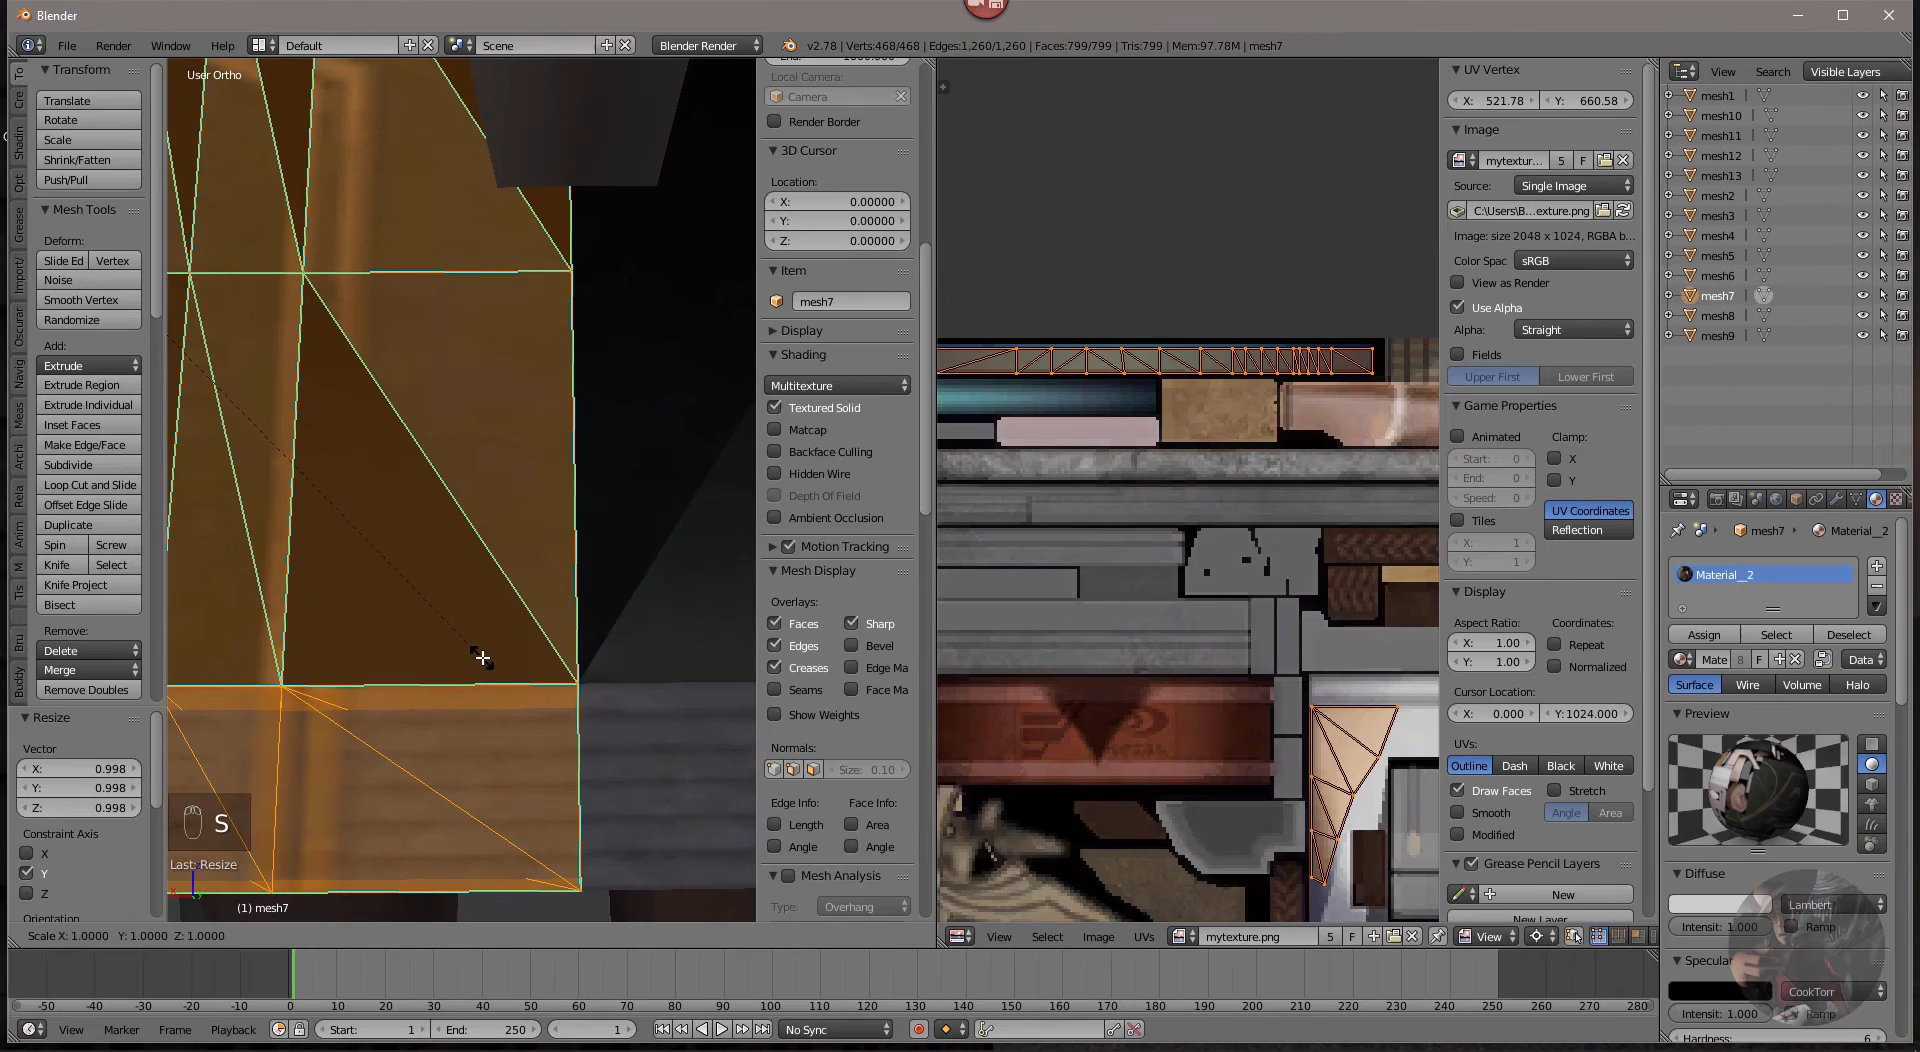 Blender
File Render Window Help Default Scene Blender Render v2.78 | Verts:468/468 | Edges:1,260/1,260 | Faces:799/799 | Tris:799 | Mem:97.78M | mesh7
To
Cre
Shadin
Opt
Grease
Import/
Oscurar
Navig
Meas
Archi
Rela
Anim
M
Tis
Bru
Buddy
Transform
Translate
Rotate
Scale
Shrink/Fatten
Push/Pull
Mesh Tools
Deform:
Slide Ed Vertex
Noise
Smooth Vertex
Randomize
Add:
Extrude
Extrude Region
Extrude Individual
Inset Faces
Make Edge/Face
Subdivide
Loop Cut and Slide
Offset Edge Slide
Duplicate
Spin Screw
Knife Select
Knife Project
Bisect
Remove:
Delete
Merge
Remove Doubles
Resize
Vector
X: 0.998
Y: 0.998
Z: 0.998
Constraint Axis
X
Y
Z
Orientation
User Ortho
S
Last: Resize
(1) mesh7
Scale X: 1.0000 Y: 1.0000 Z: 1.0000
Local Camera:
Camera
Render Border
3D Cursor
Location:
X: 0.00000
Y: 0.00000
Z: 0.00000
Item
mesh7
Display
Shading
Multitexture
Textured Solid
Matcap
Backface Culling
Hidden Wire
Depth Of Field
Ambient Occlusion
Motion Tracking
Mesh Display
Overlays:
Faces Sharp
Edges Bevel
Creases Edge Ma
Seams Face Ma
Show Weights
Normals:
Size: 0.10
Edge Info: Face Info:
Length Area
Angle Angle
Mesh Analysis
Type: Overhang
View Select Image UVs mytexture.png 5 F View
UV Vertex
X: 521.78 Y: 660.58
Image
mytextur... 5 F
Source: Single Image
C:\Users\B...exture.png
Image: size 2048 x 1024, RGBA b...
Color Spac sRGB
View as Render
Use Alpha
Alpha: Straight
Fields
Upper First Lower First
Game Properties
Animated Clamp:
Start: 0 X
End: 0 Y
Speed: 0
Tiles
X: 1
Y: 1
UV Coordinates
Reflection
Display
Aspect Ratio: Coordinates:
X: 1.00 Repeat
Y: 1.00 Normalized
Cursor Location:
X: 0.000 Y: 1024.000
UVs:
Outline Dash Black White
Draw Faces Stretch
Smooth Angle Area
Modified
Grease Pencil Layers
New
New Layer
View Search Visible Layers
mesh1
mesh10
mesh11
mesh12
mesh13
mesh2
mesh3
mesh4
mesh5
mesh6
mesh7
mesh8
mesh9
mesh7 Material__2
Material__2
Assign Select Deselect
Mate 8 F Data
Surface Wire Volume Halo
Preview
Diffuse
Lambert
Intensit: 1.000 Ramp
Specular
CookTorr
Intensit: 1.000 Ramp
Hardness: 6
-50 -40 -30 -20 -10 0 10 20 30 40 50 60 70 80 90 100 110 120 130 140 150 160 170 180 190 200 210 220 230 240 250 260 270 280
View Marker Frame Playback Start: 1 End: 250 1 No Sync